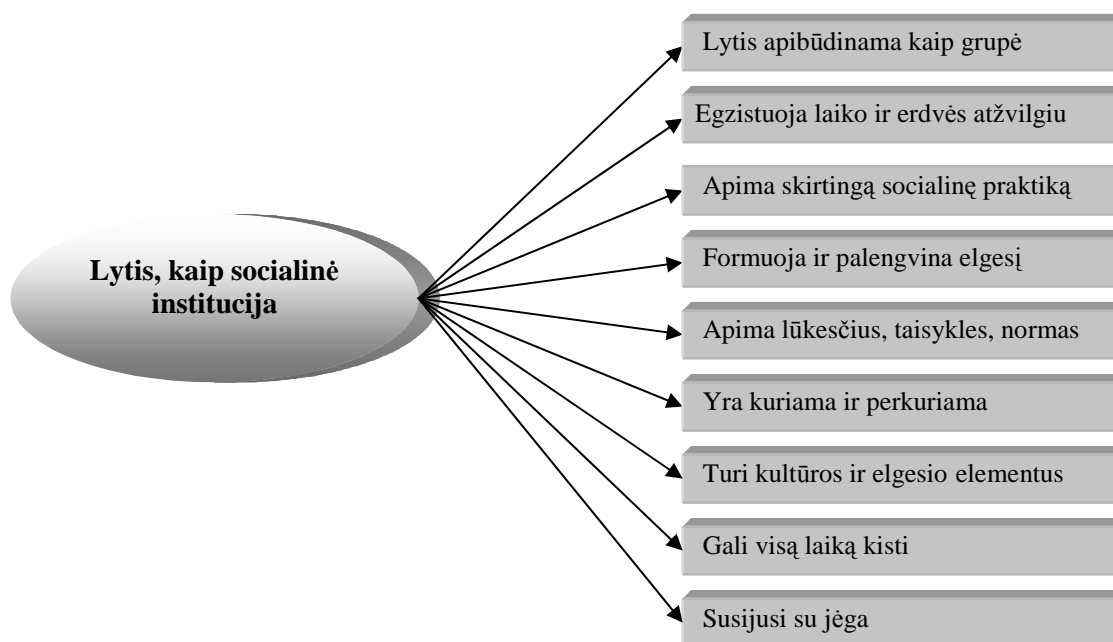 Lytis, kaip socialinė
institucija
Lytis apibūdinama kaip grupė
Egzistuoja laiko ir erdvės atžvilgiu
Apima skirtingą socialinę praktiką
Formuoja ir palengvina elgesį
Apima lūkesčius, taisykles, normas
Yra kuriama ir perkuriama
Turi kultūros ir elgesio elementus
Gali visą laiką kisti
Susijusi su jėga